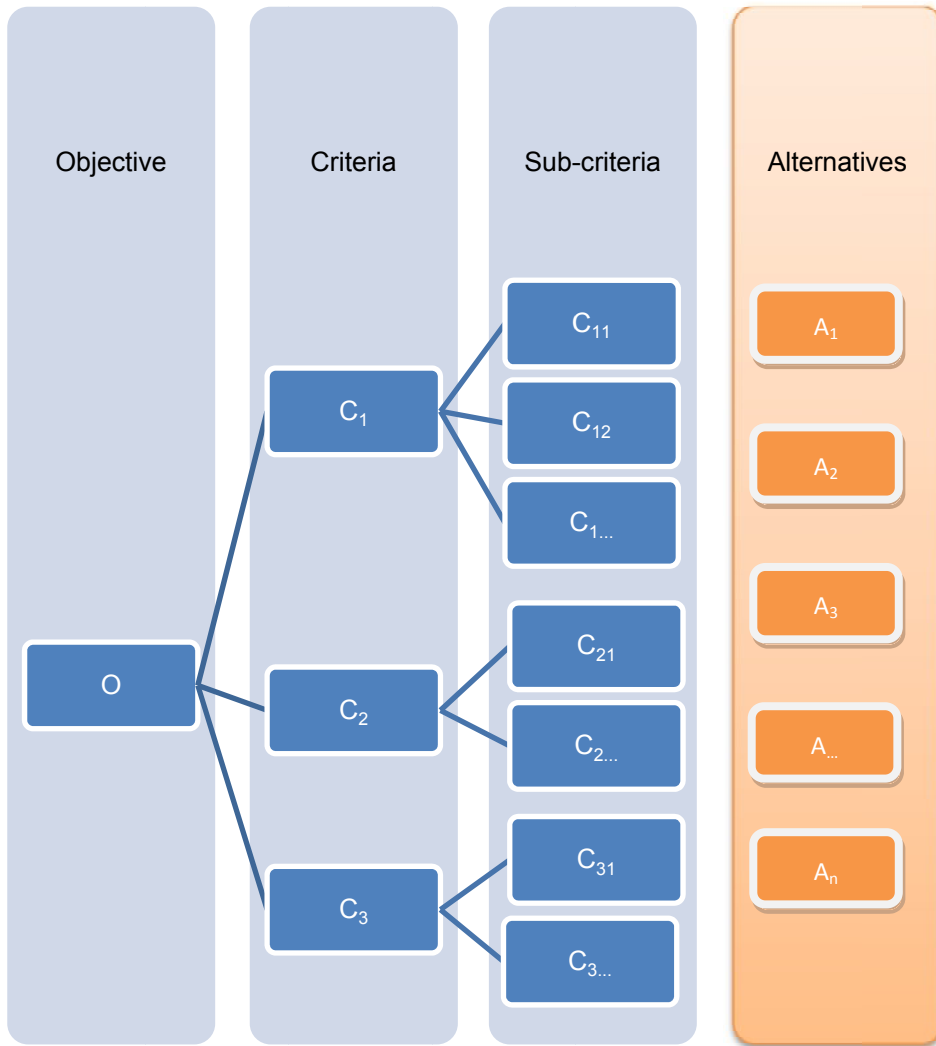 Objective
Criteria
Sub-criteria
Alternatives
O
C₁
C₂
C₃
C₁₁
C₁₂
C₁...
C₂₁
C₂...
C₃₁
C₃...
A₁
A₂
A₃
A...
Aₙ